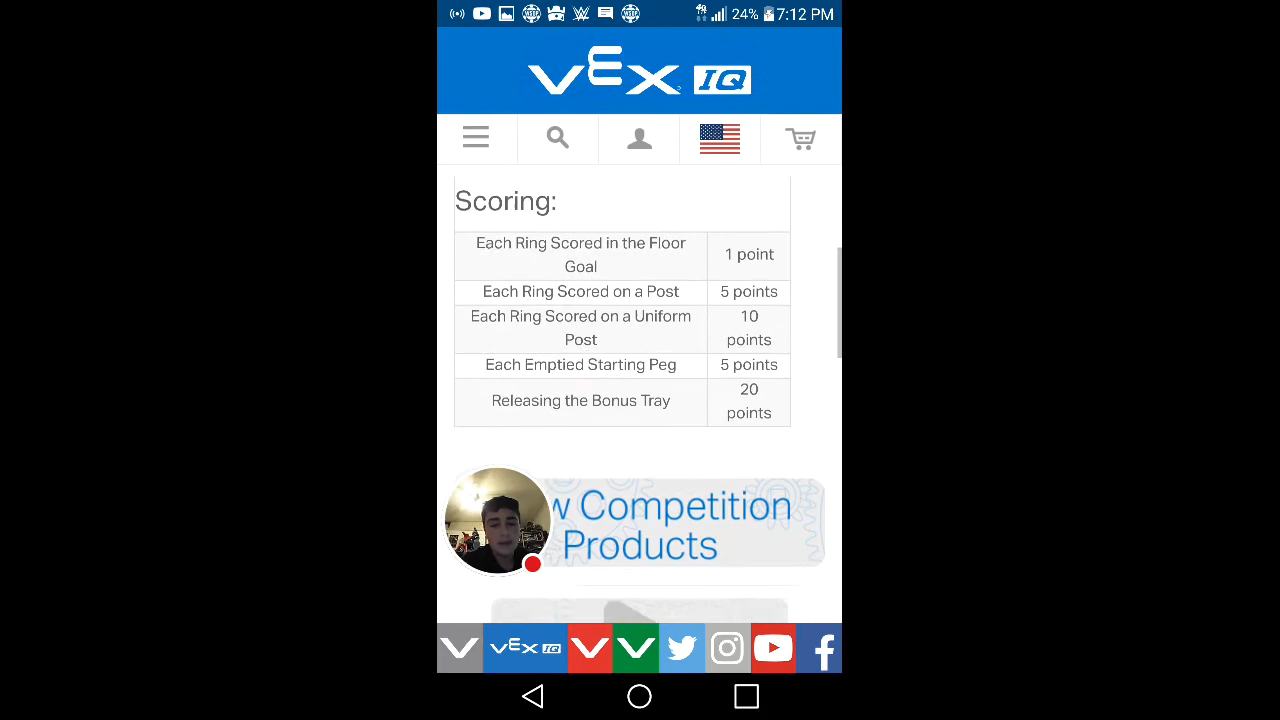 24% 7:12 PM
VEX IQ
Scoring:
Each Ring Scored in the Floor
Goal
1 point
Each Ring Scored on a Post
5 points
Each Ring Scored on a Uniform
Post
10
points
Each Emptied Starting Peg
5 points
Releasing the Bonus Tray
20
points
w Competition
Products
VEX IQ